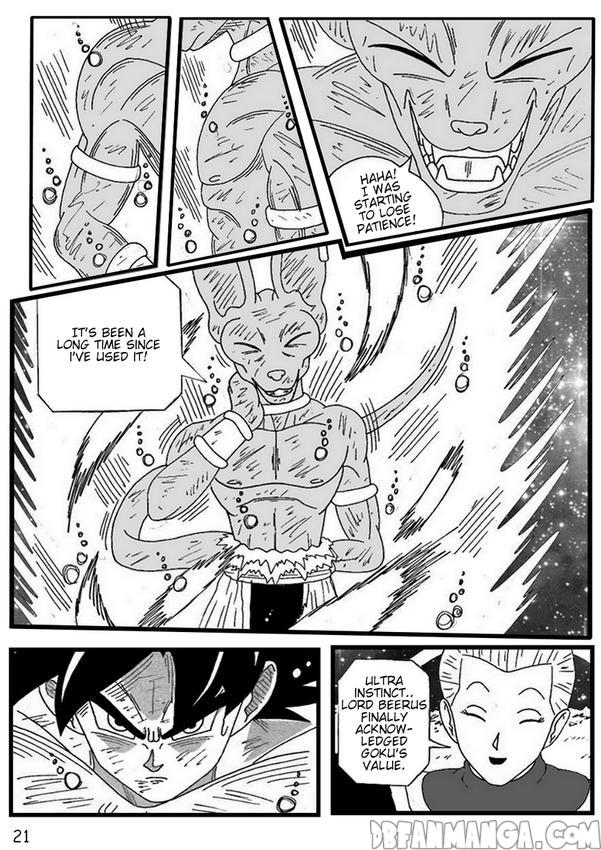 HAHA!
I WAS
STARTING
TO LOSE
PATIENCE!
IT'S BEEN A
LONG TIME SINCE
I'VE USED IT!
ULTRA
INSTINCT..
LORD BEERUS
FINALLY
ACKNOW-
LEDGED
GOKU'S
VALUE.
21
DBFANMANGA.COM